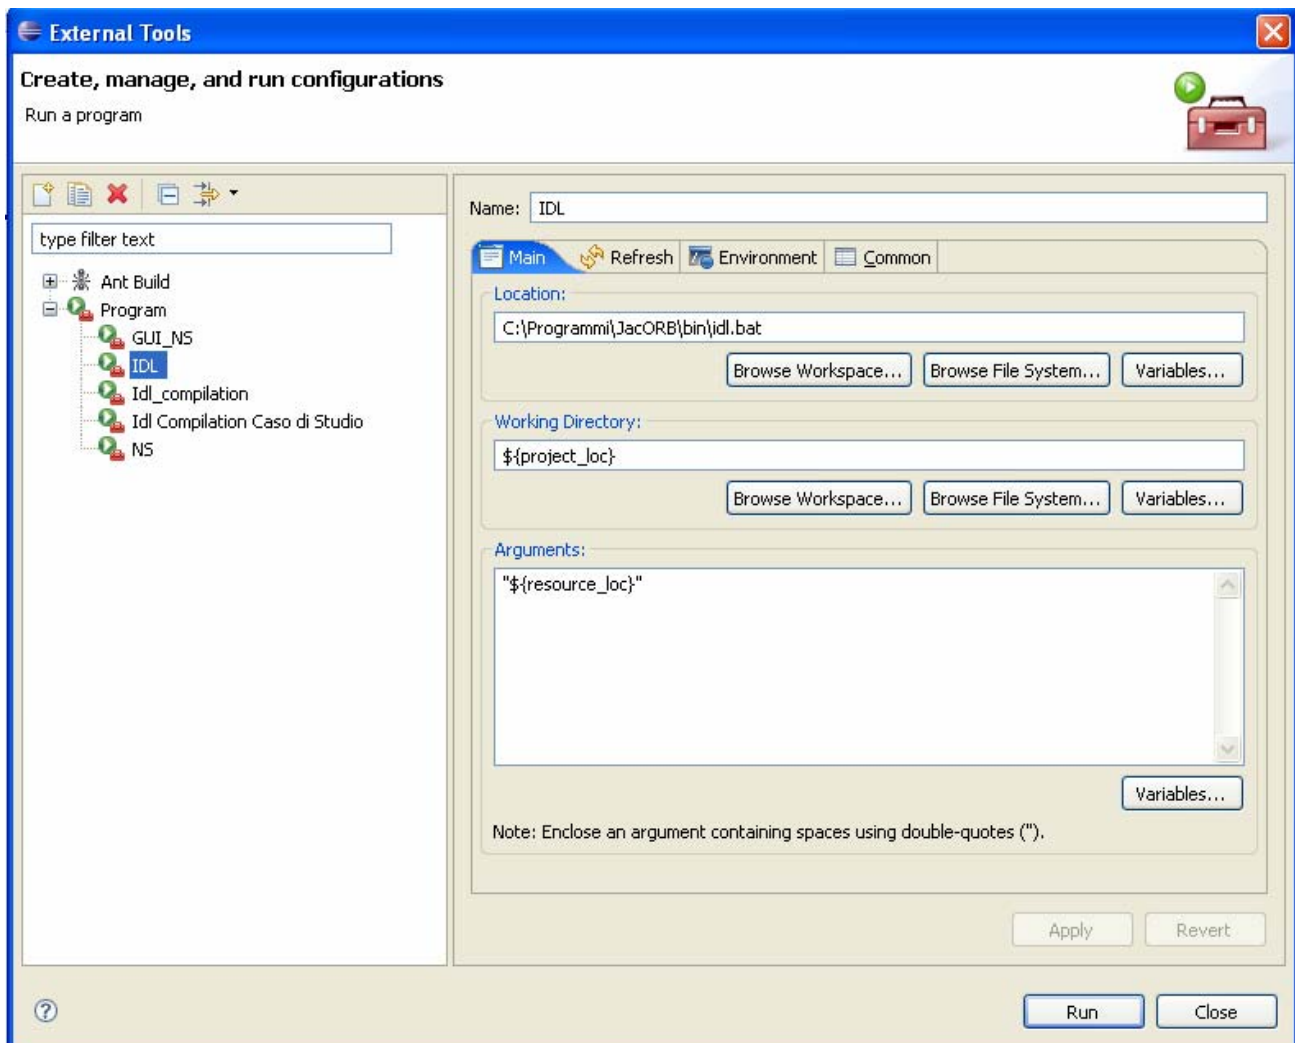 External Tools
Create, manage, and run configurations
Run a program
type filter text
Ant Build
Program
GUI_NS
IDL
Idl_compilation
Idl Compilation Caso di Studio
NS
Name: IDL
Main Refresh Environment Common
Location:
C:\Programmi\JacORB\bin\idl.bat
Browse Workspace... Browse File System... Variables...
Working Directory:
${project_loc}
Browse Workspace... Browse File System... Variables...
Arguments:
"${resource_loc}"
Variables...
Note: Enclose an argument containing spaces using double-quotes (").
Apply Revert
Run Close